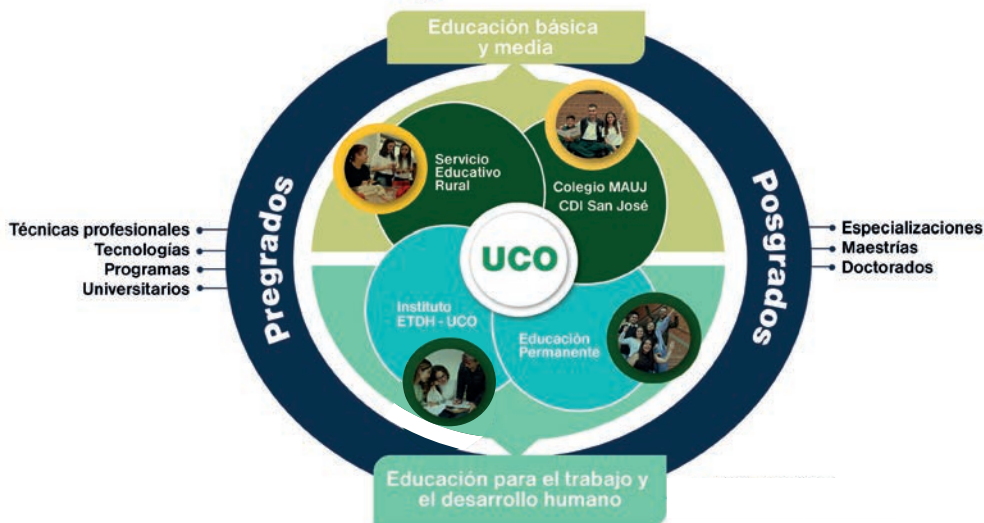 Educación básica
y media
Servicio
Educativo
Rural
Colegio MAUJ
CDI San José
UCO
Instituto
ETDH - UCO
Educación
Permanente
Pregrados
Técnicas profesionales
Tecnologías
Programas
Universitarios
Posgrados
Especializaciones
Maestrías
Doctorados
Educación para el trabajo y
el desarrollo humano